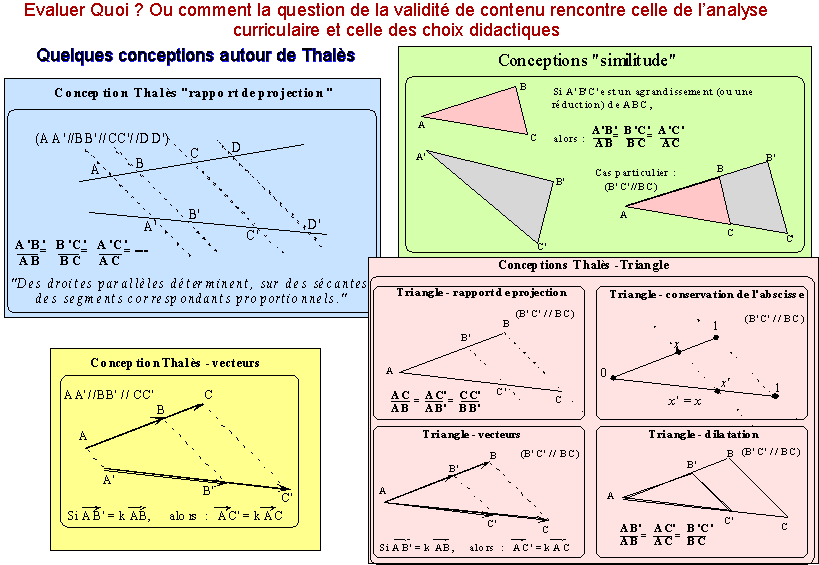 Evaluer Quoi ? Ou comment la question de la validité de contenu rencontre celle de l'analyse
curriculaire et celle des choix didactiques
Quelques conceptions autour de Thalès
Conception Thalès "rapport de projection"
(AA'//BB'//CC'//DD')
A
B
C
D
A'
B'
C'
D'
A'B'/AB = B'C'/BC = A'C'/AC = ---
"Des droites parallèles déterminent, sur des sécantes
des segments correspondants proportionnels."
Conceptions "similitude"
A
B
C
Si A'B'C' est un agrandissement (ou une
réduction) de ABC,
alors : A'B'/AB = B'C'/BC = A'C'/AC
A'
B'
C'
Cas particulier :
(B'C'//BC)
A
B
B'
C
C'
Conception Thalès - vecteurs
AA'//BB' // CC'
A
B
C
A'
B'
C'
Si AB' = k AB, alors : AC' = k AC
Conceptions Thalès -Triangle
Triangle - rapport de projection
(B'C' // BC)
A
B'
B
C'
C
AC/AB = AC'/AB' = CC'/BB'
Triangle - conservation de l'abscisse
(B'C' // BC)
0
x
1
x'
1
x' = x
Triangle - vecteurs
(B'C' // BC)
A
B'
B
C'
C
Si AB' = k AB, alors : AC' = k AC
Triangle - dilatation
(B'C' // BC)
A
B'
B
C'
C
AB'/AB = AC'/AC = B'C'/BC